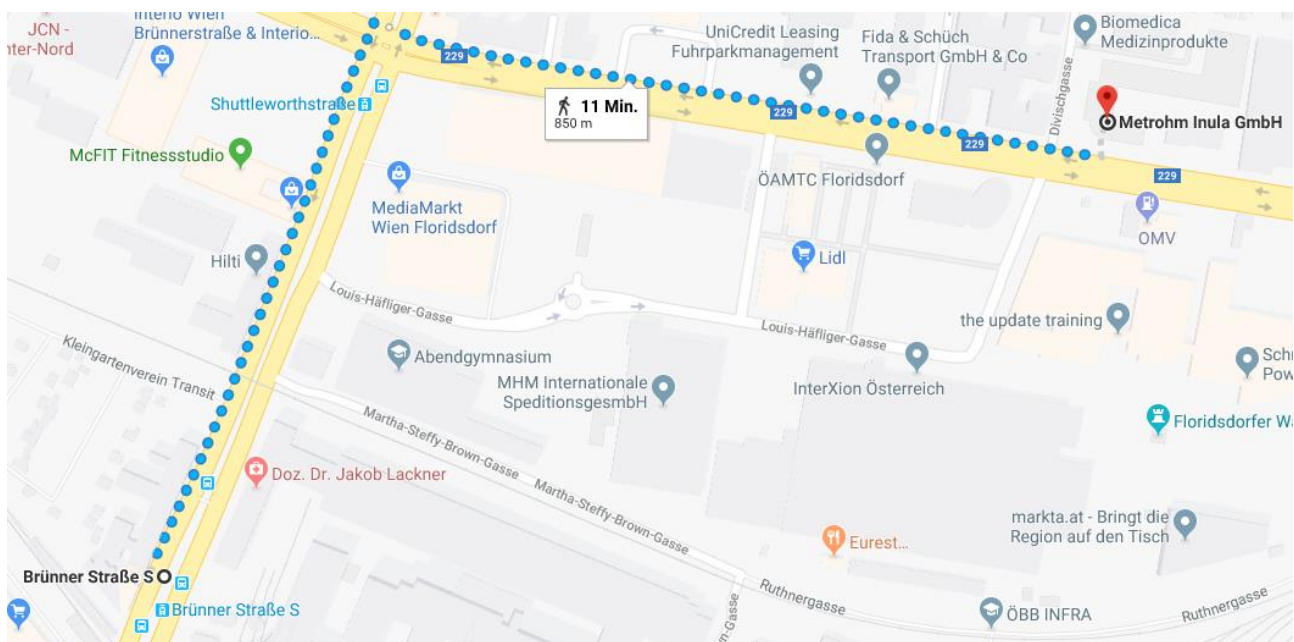 JCN -
nter-Nord
Interio Wien
Brünnerstraße & Interio...
229
UniCredit Leasing
Fuhrparkmanagement
Fida & Schüch
Transport GmbH & Co
Biomedica
Medizinprodukte
Divischgasse
Shuttleworthstraße
11 Min.
850 m
229
Metrohm Inula GmbH
McFIT Fitnessstudio
229
ÖAMTC Floridsdorf
229
MediaMarkt
Wien Floridsdorf
OMV
Hilti
Lidl
Louis-Häfliger-Gasse
Louis-Häfliger-Gasse
the update training
Kleingartenverein Transit
Abendgymnasium
MHM Internationale
SpeditionsgesmbH
InterXion Österreich
Schr
Pow
Martha-Steffy-Brown-Gasse
Floridsdorfer Wa
Doz. Dr. Jakob Lackner
Martha-Steffy-Brown-Gasse
markta.at - Bringt die
Region auf den Tisch
Eurest...
Brünner Straße S
Brünner Straße S
Ruthnergasse
ÖBB INFRA
Ruthnergasse
-Gasse